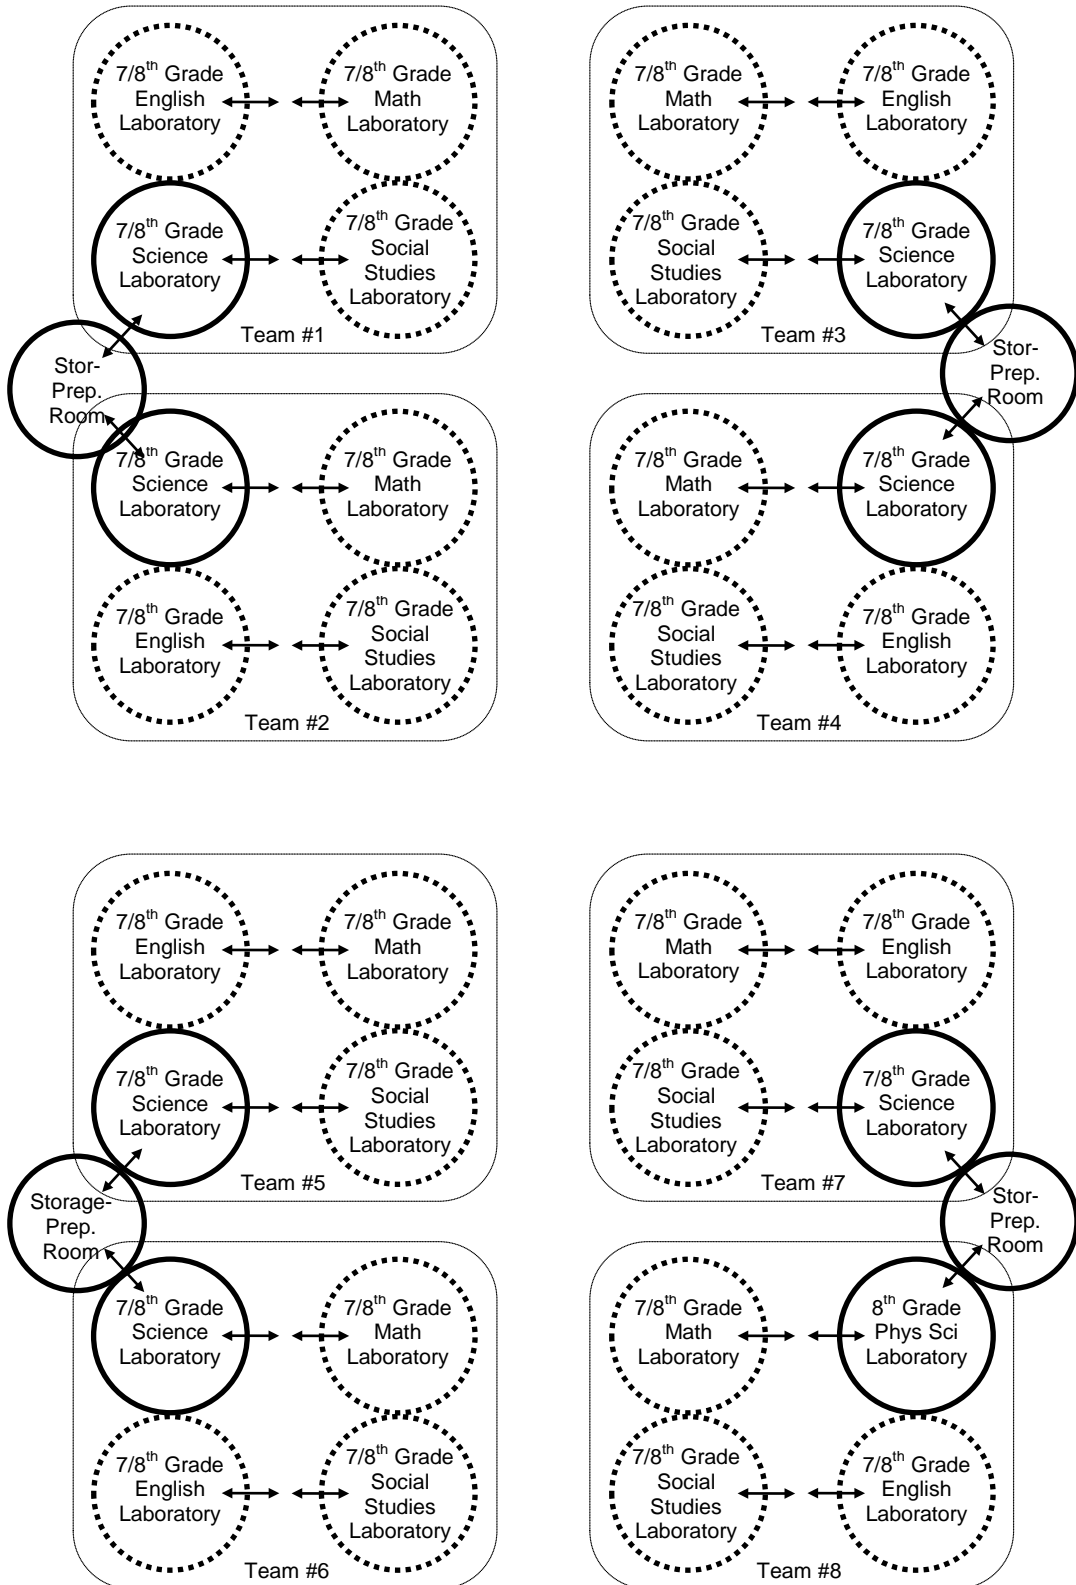 7/8th Grade
English
Laboratory
7/8th Grade
Math
Laboratory
7/8th Grade
Science
Laboratory
7/8th Grade
Social
Studies
Laboratory
Team #1
7/8th Grade
Math
Laboratory
7/8th Grade
English
Laboratory
7/8th Grade
Social
Studies
Laboratory
7/8th Grade
Science
Laboratory
Team #3
Stor-
Prep.
Room
Stor-
Prep.
Room
7/8th Grade
Science
Laboratory
7/8th Grade
Math
Laboratory
7/8th Grade
English
Laboratory
7/8th Grade
Social
Studies
Laboratory
Team #2
7/8th Grade
Math
Laboratory
7/8th Grade
Science
Laboratory
7/8th Grade
Social
Studies
Laboratory
7/8th Grade
English
Laboratory
Team #4
7/8th Grade
English
Laboratory
7/8th Grade
Math
Laboratory
7/8th Grade
Science
Laboratory
7/8th Grade
Social
Studies
Laboratory
Team #5
7/8th Grade
Math
Laboratory
7/8th Grade
English
Laboratory
7/8th Grade
Social
Studies
Laboratory
7/8th Grade
Science
Laboratory
Team #7
Storage-
Prep.
Room
Stor-
Prep.
Room
7/8th Grade
Science
Laboratory
7/8th Grade
Math
Laboratory
7/8th Grade
English
Laboratory
7/8th Grade
Social
Studies
Laboratory
Team #6
7/8th Grade
Math
Laboratory
8th Grade
Phys Sci
Laboratory
7/8th Grade
Social
Studies
Laboratory
7/8th Grade
English
Laboratory
Team #8